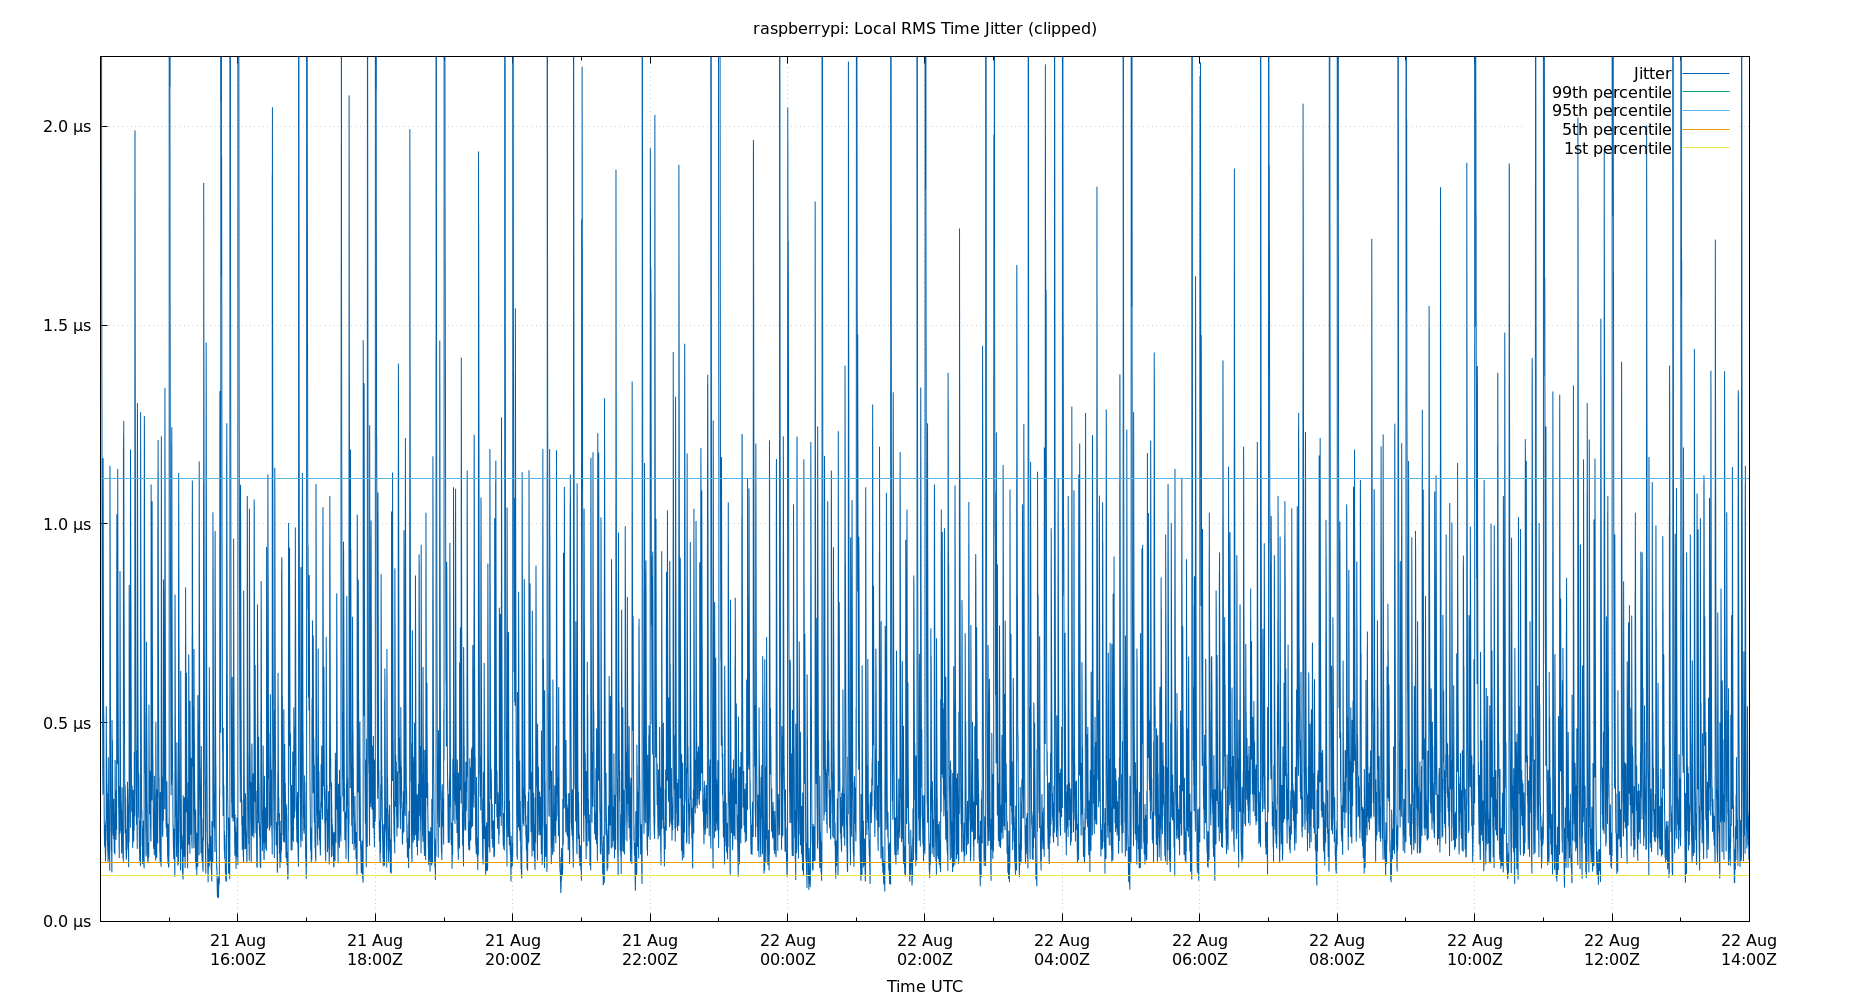 raspberrypi: Local RMS Time Jitter (clipped)
Jitter
99th percentile
95th percentile
5th percentile
1st percentile
2.0 μs
1.5 μs
1.0 μs
0.5 μs
0.0 μs
21 Aug 21 Aug 21 Aug 21 Aug 22 Aug 22 Aug 22 Aug 22 Aug 22 Aug 22 Aug 22 Aug 22 Aug
16:00Z 18:00Z 20:00Z 22:00Z 00:00Z 02:00Z 04:00Z 06:00Z 08:00Z 10:00Z 12:00Z 14:00Z
Time UTC